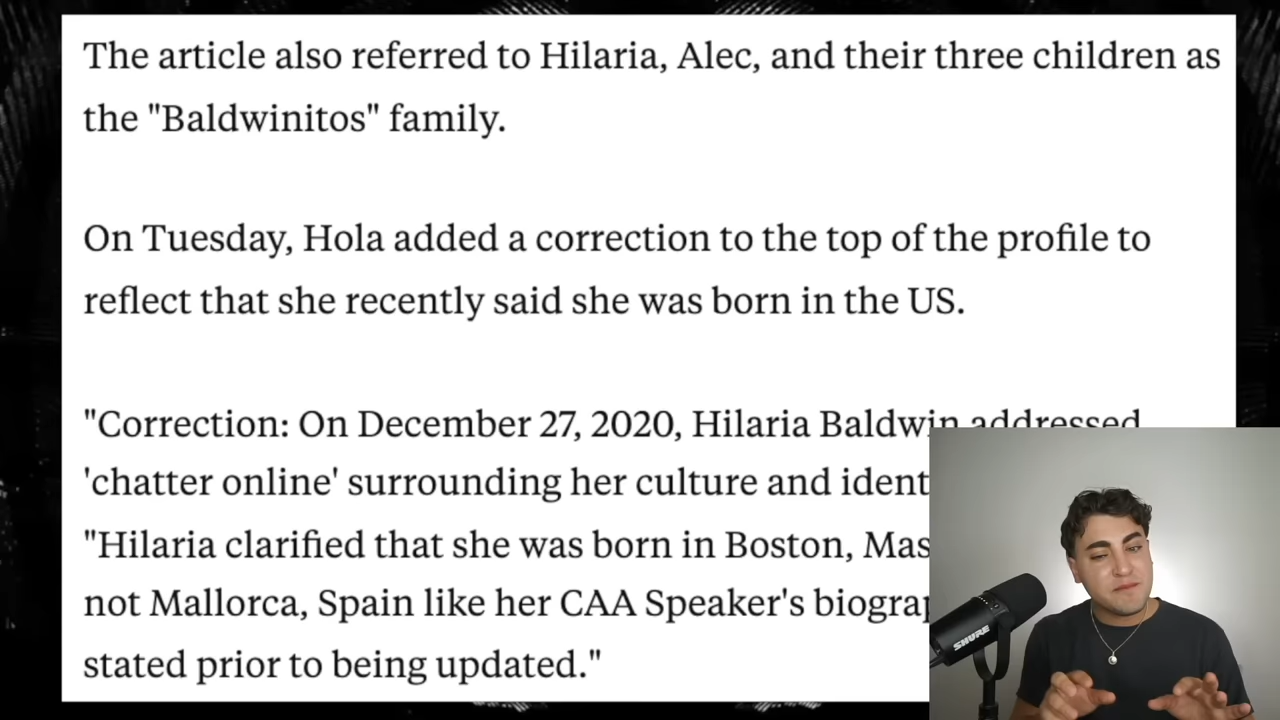 The article also referred to Hilaria, Alec, and their three children as
the "Baldwinitos" family.
On Tuesday, Hola added a correction to the top of the profile to
reflect that she recently said she was born in the US.
"Correction: On December 27, 2020, Hilaria Baldwin addressed
'chatter online' surrounding her culture and
"Hilaria clarified that she was born in Boston,
not Mallorca, Spain like her CAA Speaker's
stated prior to being updated."
SHURE